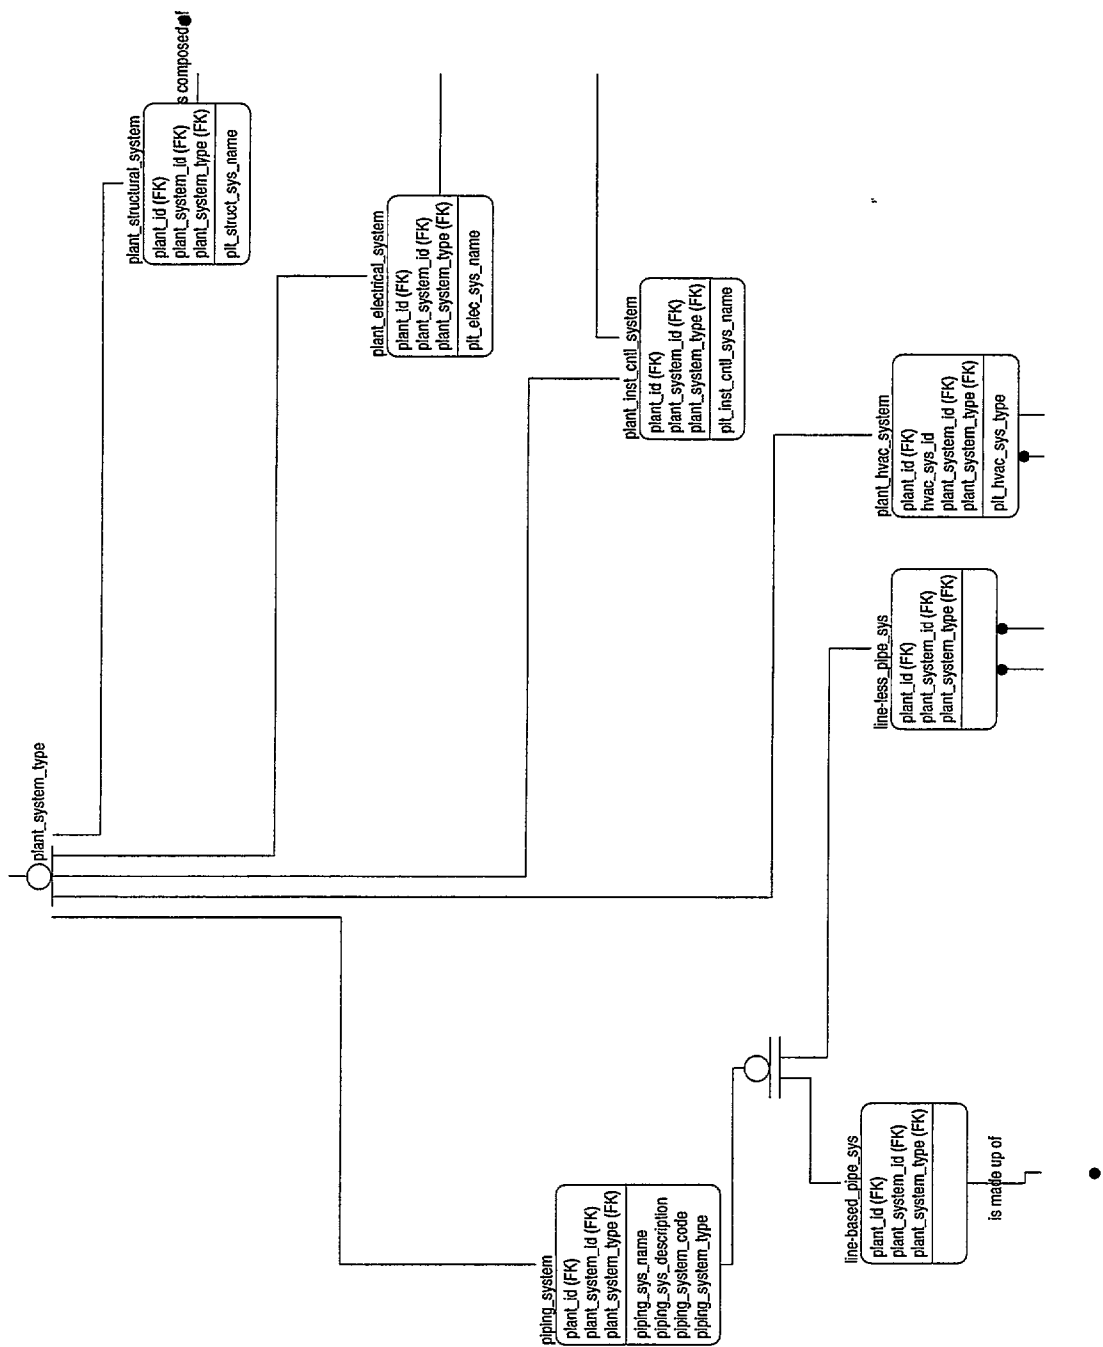 plant_system_type
plant_structural_system
plant_id (FK)
plant_system_id (FK)
plant_system_type (FK)
plt_struct_sys_name
s composed of
plant_electrical_system
plant_id (FK)
plant_system_id (FK)
plant_system_type (FK)
plt_elec_sys_name
plant_inst_cntl_system
plant_id (FK)
plant_system_id (FK)
plant_system_type (FK)
plt_inst_cntl_sys_name
plant_hvac_system
plant_id (FK)
hvac_sys_id
plant_system_id (FK)
plant_system_type (FK)
plt_hvac_sys_type
line-less_pipe_sys
plant_id (FK)
plant_system_id (FK)
plant_system_type (FK)
line-based_pipe_sys
plant_id (FK)
plant_system_id (FK)
plant_system_type (FK)
is made up of
piping_system
plant_id (FK)
plant_system_id (FK)
plant_system_type (FK)
piping_sys_name
piping_sys_description
piping_system_code
piping_system_type